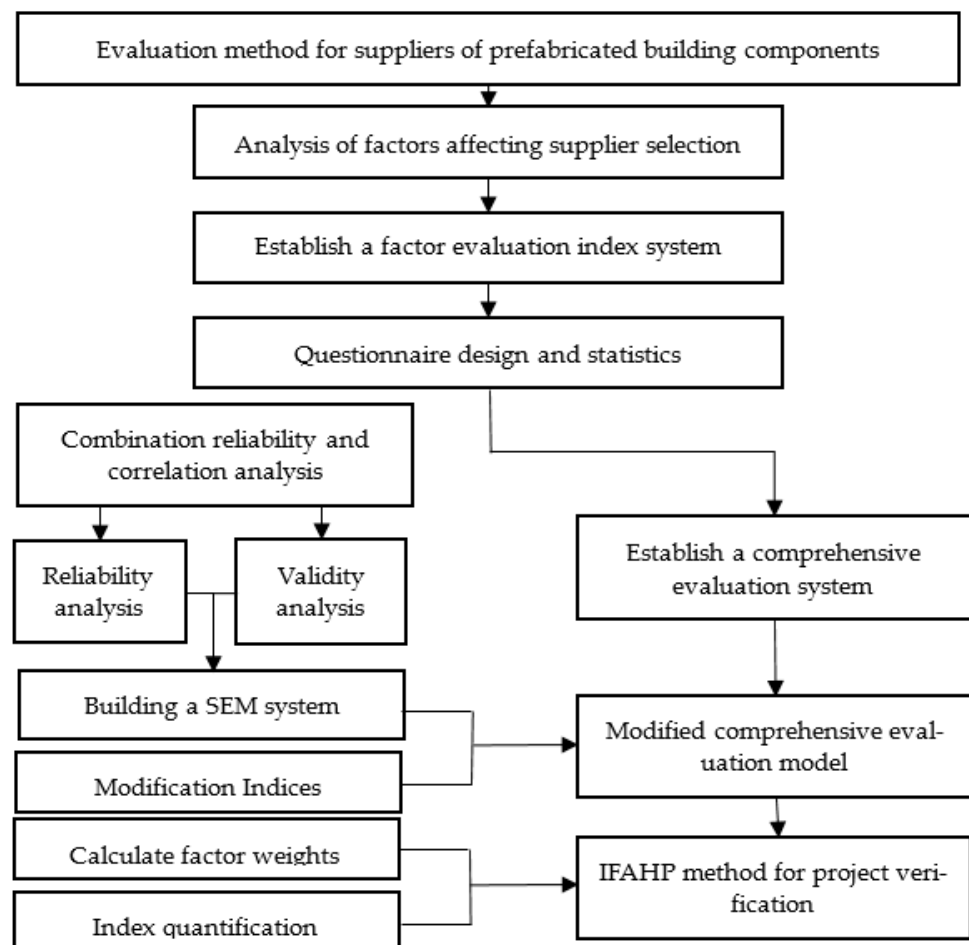 Evaluation method for suppliers of prefabricated building components
Analysis of factors affecting supplier selection
Establish a factor evaluation index system
Questionnaire design and statistics
Combination reliability and
correlation analysis
Reliability
analysis
Validity
analysis
Establish a comprehensive
evaluation system
Building a SEM system
Modification Indices
Modified comprehensive eval-
uation model
Calculate factor weights
Index quantification
IFAHP method for project veri-
fication